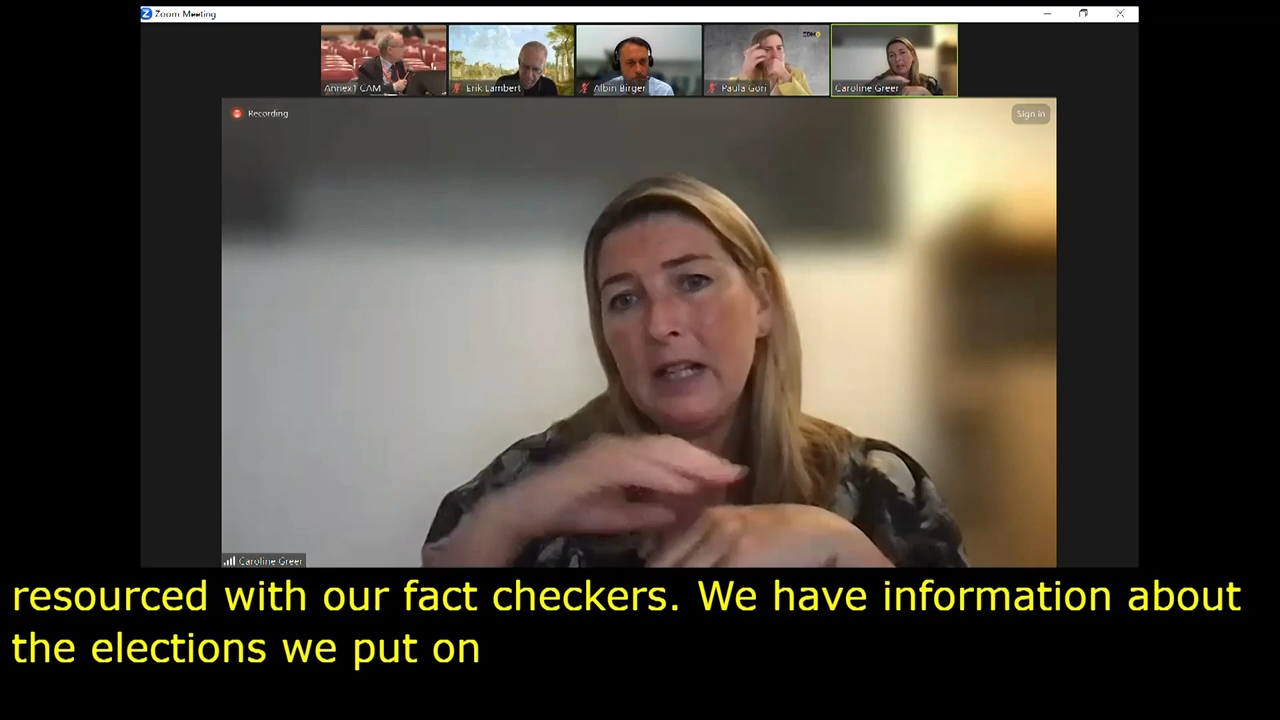 Zoom Meeting
Annex1 CAM
Erik Lambert
Albin Birger
Paula Gori
Caroline Greer
EDMO
Recording
Sign in
Caroline Greer
resourced with our fact checkers. We have information about
the elections we put on